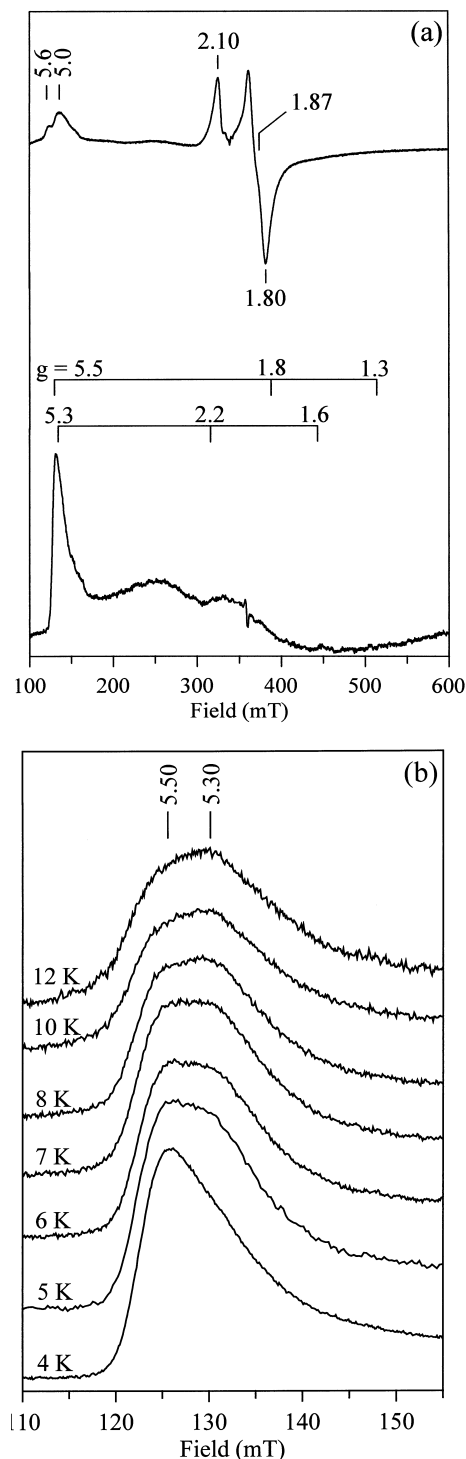 (a)
5.6
5.0
2.10
1.87
1.80
g = 5.5 1.8 1.3
5.3 2.2 1.6
100 200 300 400 500 600
Field (mT)
(b)
5.50
5.30
12 K
10 K
8 K
7 K
6 K
5 K
4 K
110 120 130 140 150
Field (mT)